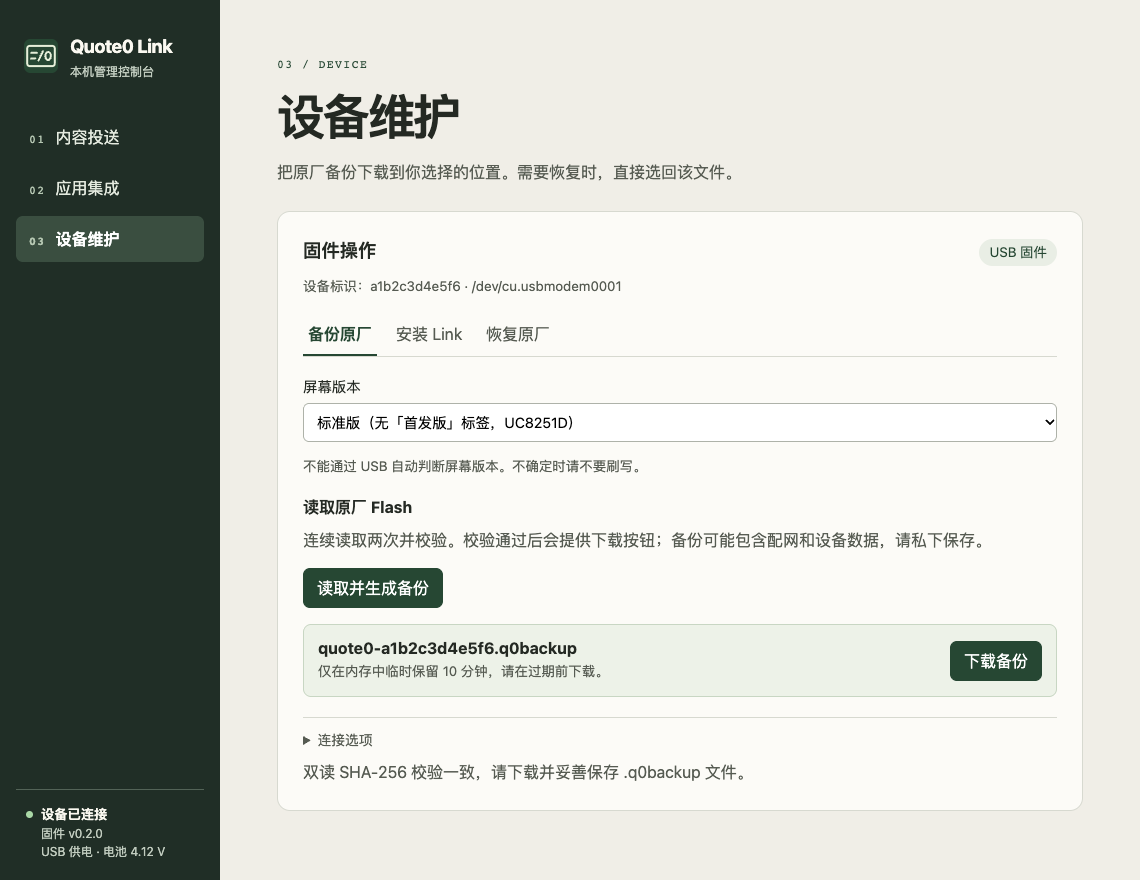 Quote0 Link
本机管理控制台
01 内容投送
02 应用集成
03 设备维护
设备已连接
固件 v0.2.0
USB 供电 · 电池 4.12 V
03 / DEVICE
设备维护
把原厂备份下载到你选择的位置。需要恢复时，直接选回该文件。
固件操作
USB 固件
设备标识：a1b2c3d4e5f6 · /dev/cu.usbmodem0001
备份原厂 安装 Link 恢复原厂
屏幕版本
标准版（无「首发版」标签，UC8251D）
不能通过 USB 自动判断屏幕版本。不确定时请不要刷写。
读取原厂 Flash
连续读取两次并校验。校验通过后会提供下载按钮；备份可能包含配网和设备数据，请私下保存。
读取并生成备份
quote0-a1b2c3d4e5f6.q0backup
仅在内存中临时保留 10 分钟，请在过期前下载。
下载备份
连接选项
双读 SHA-256 校验一致，请下载并妥善保存 .q0backup 文件。